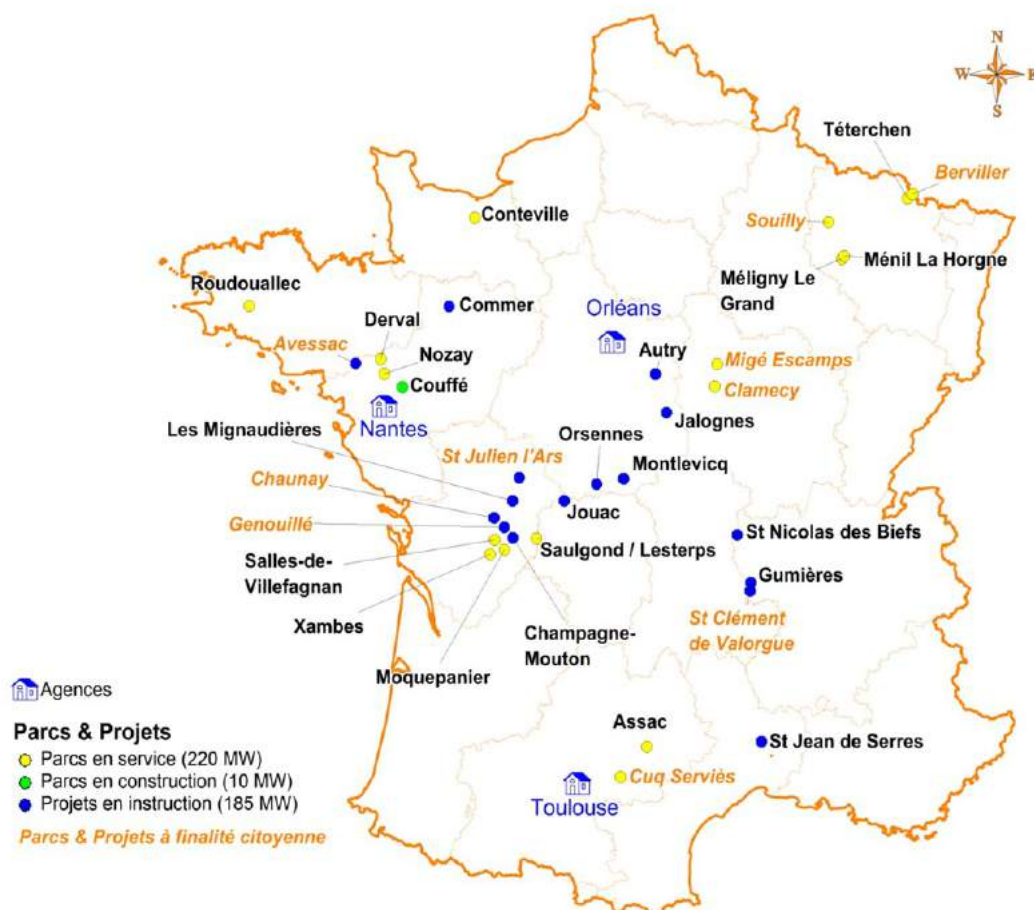 N
W
E
S
Téterchen
Berviller
Souilly
Conteville
Ménil La Horgne
Méligny Le
Grand
Roudouallec
Commer
Orléans
Derval
Avessac
Nozay
Autry
Migé Escamps
Couffé
Clamecy
Nantes
Jalognes
Les Mignaudières
Orsennes
St Julien l'Ars
Montlevicq
Chaunay
Jouac
Genouillé
St Nicolas des Biefs
Saulgond / Lesterps
Salles-de-
Villefagnan
Gumières
Xambes
St Clément
de Valorgue
Champagne-
Mouton
Moquepanier
Agences
Assac
Parcs & Projets
St Jean de Serres
Parcs en service (220 MW)
Parcs en construction (10 MW)
Cuq Serviès
Projets en instruction (185 MW)
Toulouse
Parcs & Projets à finalité citoyenne